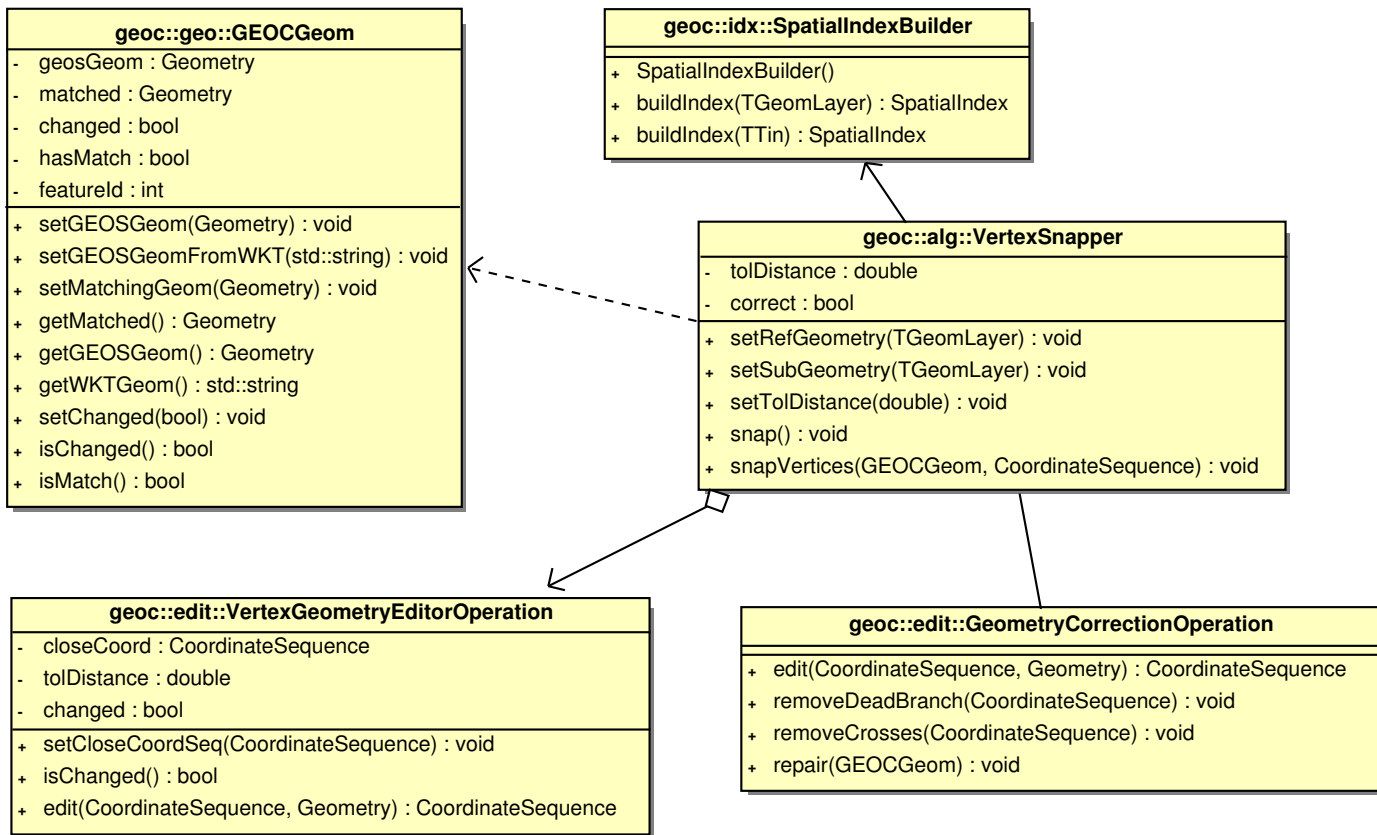 geoc::geo::GEOCGeom
- geosGeom : Geometry
- matched : Geometry
- changed : bool
- hasMatch : bool
- featureId : int
+ setGEOSGeom(Geometry) : void
+ setGEOSGeomFromWKT(std::string) : void
+ setMatchingGeom(Geometry) : void
+ getMatched() : Geometry
+ getGEOSGeom() : Geometry
+ getWKTGeom() : std::string
+ setChanged(bool) : void
+ isChanged() : bool
+ isMatch() : bool
geoc::idx::SpatialIndexBuilder
+ SpatialIndexBuilder()
+ buildIndex(TGeomLayer) : SpatialIndex
+ buildIndex(TTin) : SpatialIndex
geoc::alg::VertexSnapper
- tolDistance : double
- correct : bool
+ setRefGeometry(TGeomLayer) : void
+ setSubGeometry(TGeomLayer) : void
+ setTolDistance(double) : void
+ snap() : void
+ snapVertices(GEOCGeom, CoordinateSequence) : void
geoc::edit::VertexGeometryEditorOperation
- closeCoord : CoordinateSequence
- tolDistance : double
- changed : bool
+ setCloseCoordSeq(CoordinateSequence) : void
+ isChanged() : bool
+ edit(CoordinateSequence, Geometry) : CoordinateSequence
geoc::edit::GeometryCorrectionOperation
+ edit(CoordinateSequence, Geometry) : CoordinateSequence
+ removeDeadBranch(CoordinateSequence) : void
+ removeCrosses(CoordinateSequence) : void
+ repair(GEOCGeom) : void